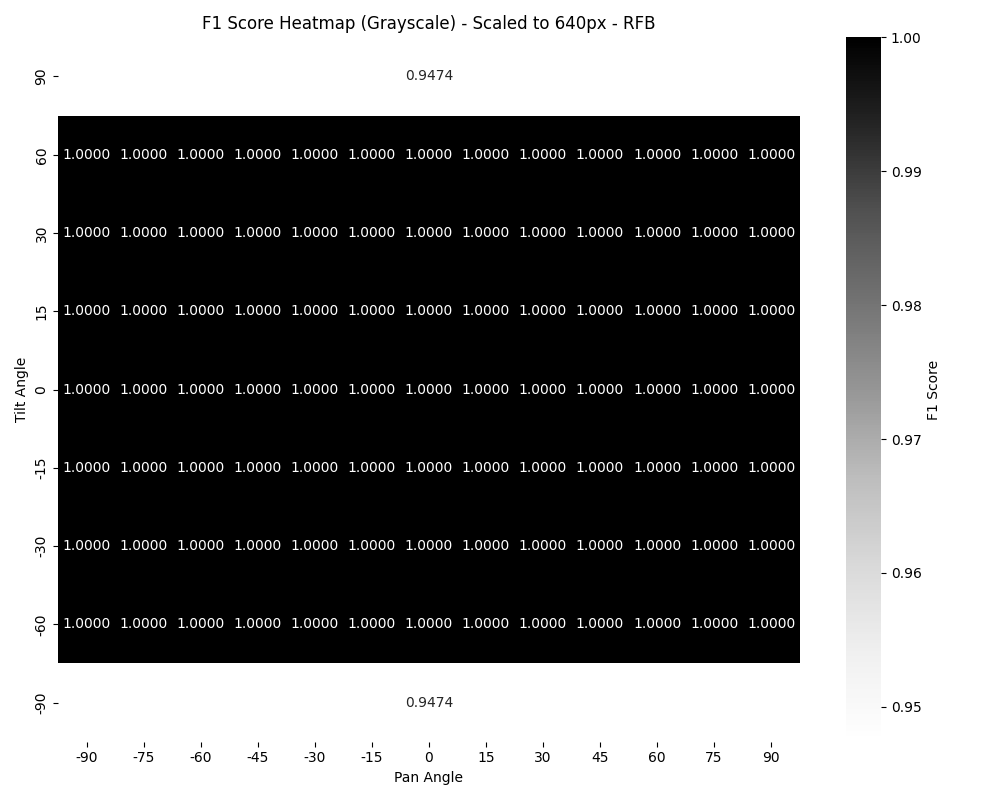 F1 Score Heatmap (Grayscale) - Scaled to 640px - RFB
90 0.9474
60 1.0000 1.0000 1.0000 1.0000 1.0000 1.0000 1.0000 1.0000 1.0000 1.0000 1.0000 1.0000 1.0000
30 1.0000 1.0000 1.0000 1.0000 1.0000 1.0000 1.0000 1.0000 1.0000 1.0000 1.0000 1.0000 1.0000
15 1.0000 1.0000 1.0000 1.0000 1.0000 1.0000 1.0000 1.0000 1.0000 1.0000 1.0000 1.0000 1.0000
0 1.0000 1.0000 1.0000 1.0000 1.0000 1.0000 1.0000 1.0000 1.0000 1.0000 1.0000 1.0000 1.0000
-15 1.0000 1.0000 1.0000 1.0000 1.0000 1.0000 1.0000 1.0000 1.0000 1.0000 1.0000 1.0000 1.0000
-30 1.0000 1.0000 1.0000 1.0000 1.0000 1.0000 1.0000 1.0000 1.0000 1.0000 1.0000 1.0000 1.0000
-60 1.0000 1.0000 1.0000 1.0000 1.0000 1.0000 1.0000 1.0000 1.0000 1.0000 1.0000 1.0000 1.0000
-90 0.9474
Tilt Angle
-90 -75 -60 -45 -30 -15 0 15 30 45 60 75 90
Pan Angle
1.00
0.99
0.98
0.97
0.96
0.95
F1 Score